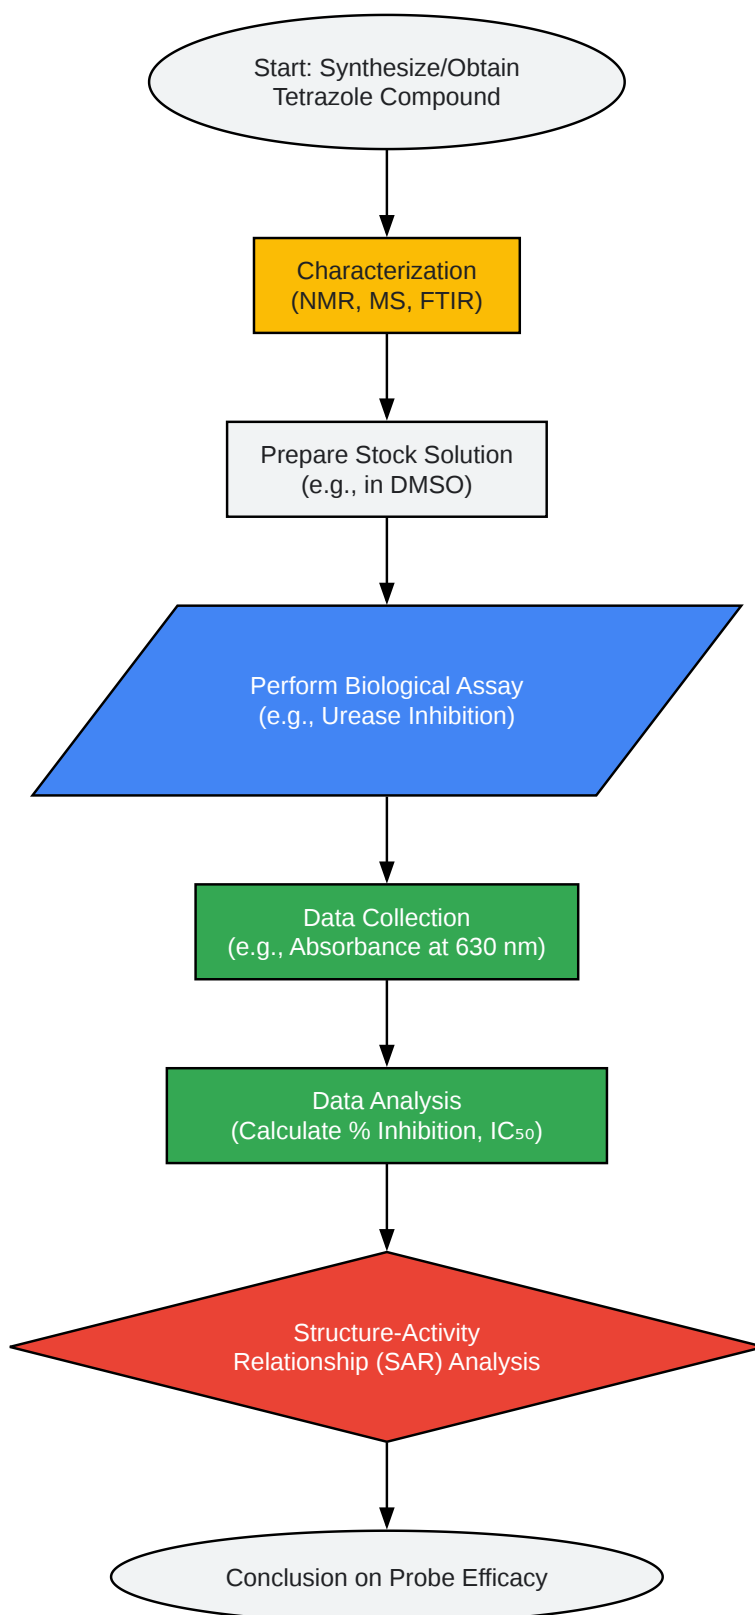 Start: Synthesize/Obtain
Tetrazole Compound
Characterization
(NMR, MS, FTIR)
Prepare Stock Solution
(e.g., in DMSO)
Perform Biological Assay
(e.g., Urease Inhibition)
Data Collection
(e.g., Absorbance at 630 nm)
Data Analysis
(Calculate % Inhibition, IC₅₀)
Structure-Activity
Relationship (SAR) Analysis
Conclusion on Probe Efficacy